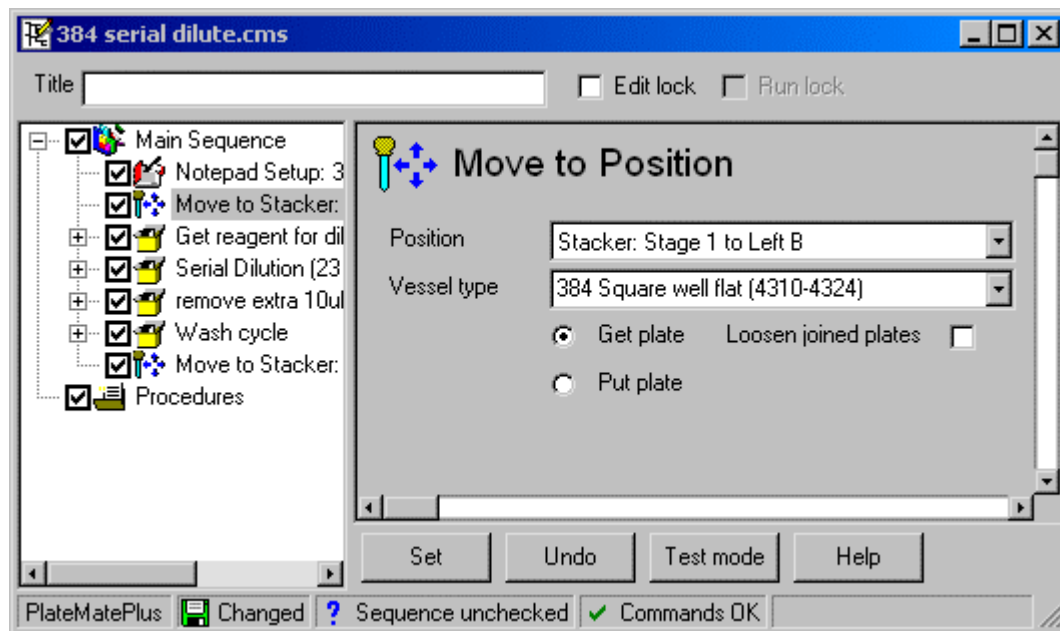 384 serial dilute.cms
Title Edit lock Run lock
Main Sequence
Notepad Setup: 3
Move to Stacker:
Get reagent for dil
Serial Dilution (23
remove extra 10ul
Wash cycle
Move to Stacker:
Procedures
Move to Position
Position Stacker: Stage 1 to Left B
Vessel type 384 Square well flat (4310-4324)
Get plate Loosen joined plates
Put plate
Set Undo Test mode Help
PlateMatePlus Changed ? Sequence unchecked Commands OK